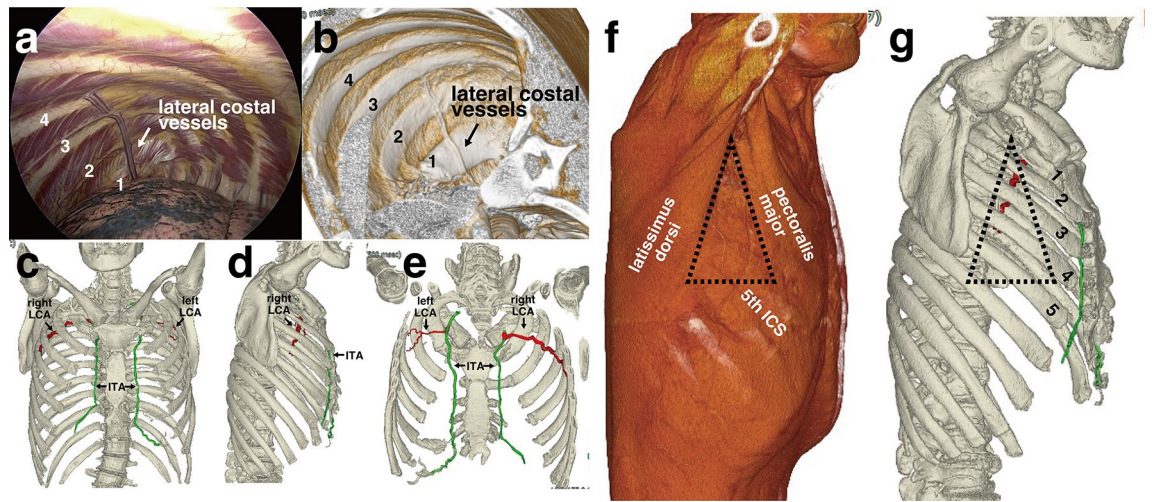 a
lateral costal
vessels
4
3
2
1
b
lateral costal
vessels
4
3
2
1
c
right
LCA
left
LCA
ITA
d
right
LCA
ITA
e
left
LCA
right
LCA
ITA
f
latissimus
dorsi
pectoralis
major
5th ICS
g
1
2
3
4
5